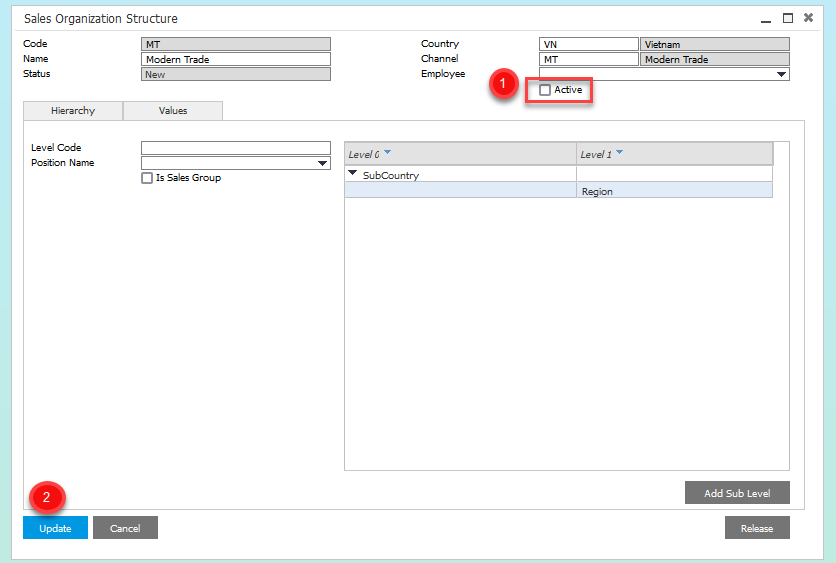 Sales Organization Structure
Code MT Country VN Vietnam
Name Modern Trade Channel MT Modern Trade
Status New Employee
1 Active
Hierarchy Values
Level Code
Position Name
Is Sales Group
Level 0 Level 1
SubCountry
Region
Add Sub Level
2
Update Cancel Release